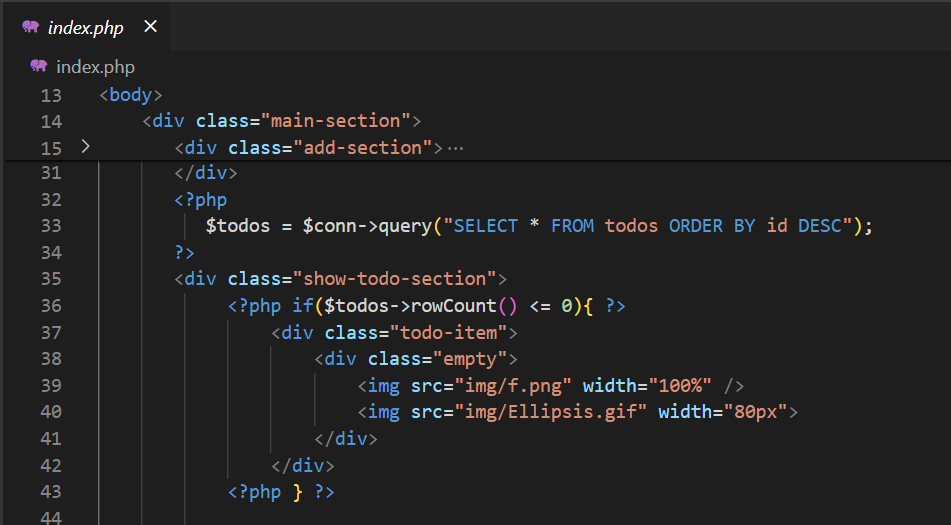 index.php ×
index.php
13 <body>
14 <div class="main-section">
15 > <div class="add-section">···
31 </div>
32 <?php
33 $todos = $conn->query("SELECT * FROM todos ORDER BY id DESC");
34 ?>
35 <div class="show-todo-section">
36 <?php if($todos->rowCount() <= 0){ ?>
37 <div class="todo-item">
38 <div class="empty">
39 <img src="img/f.png" width="100%" />
40 <img src="img/Ellipsis.gif" width="80px">
41 </div>
42 </div>
43 <?php } ?>
44